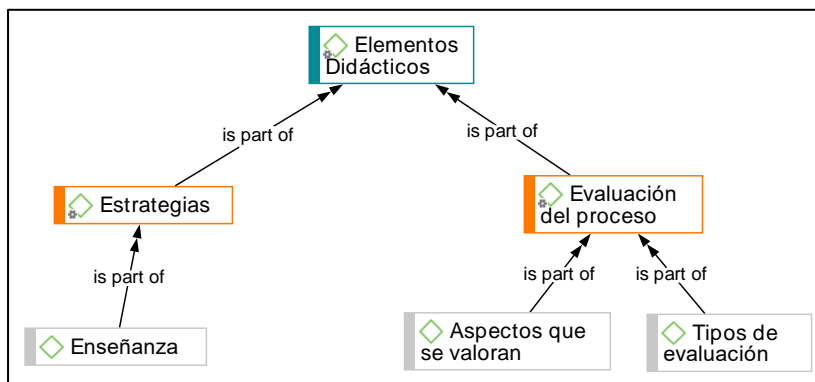 Elementos
Didácticos
is part of
is part of
Estrategias
Evaluación
del proceso
is part of
is part of
is part of
Enseñanza
Aspectos que
se valoran
Tipos de
evaluación